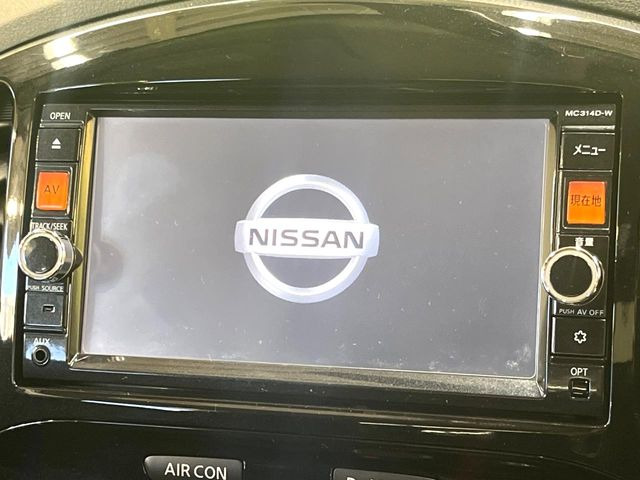 OPEN
MC314D-W
メニュー
AV
現在地
TRACK/SEEK
音量
NISSAN
PUSH SOURCE
PUSH AV OFF
AUX
OPT
AIR CON